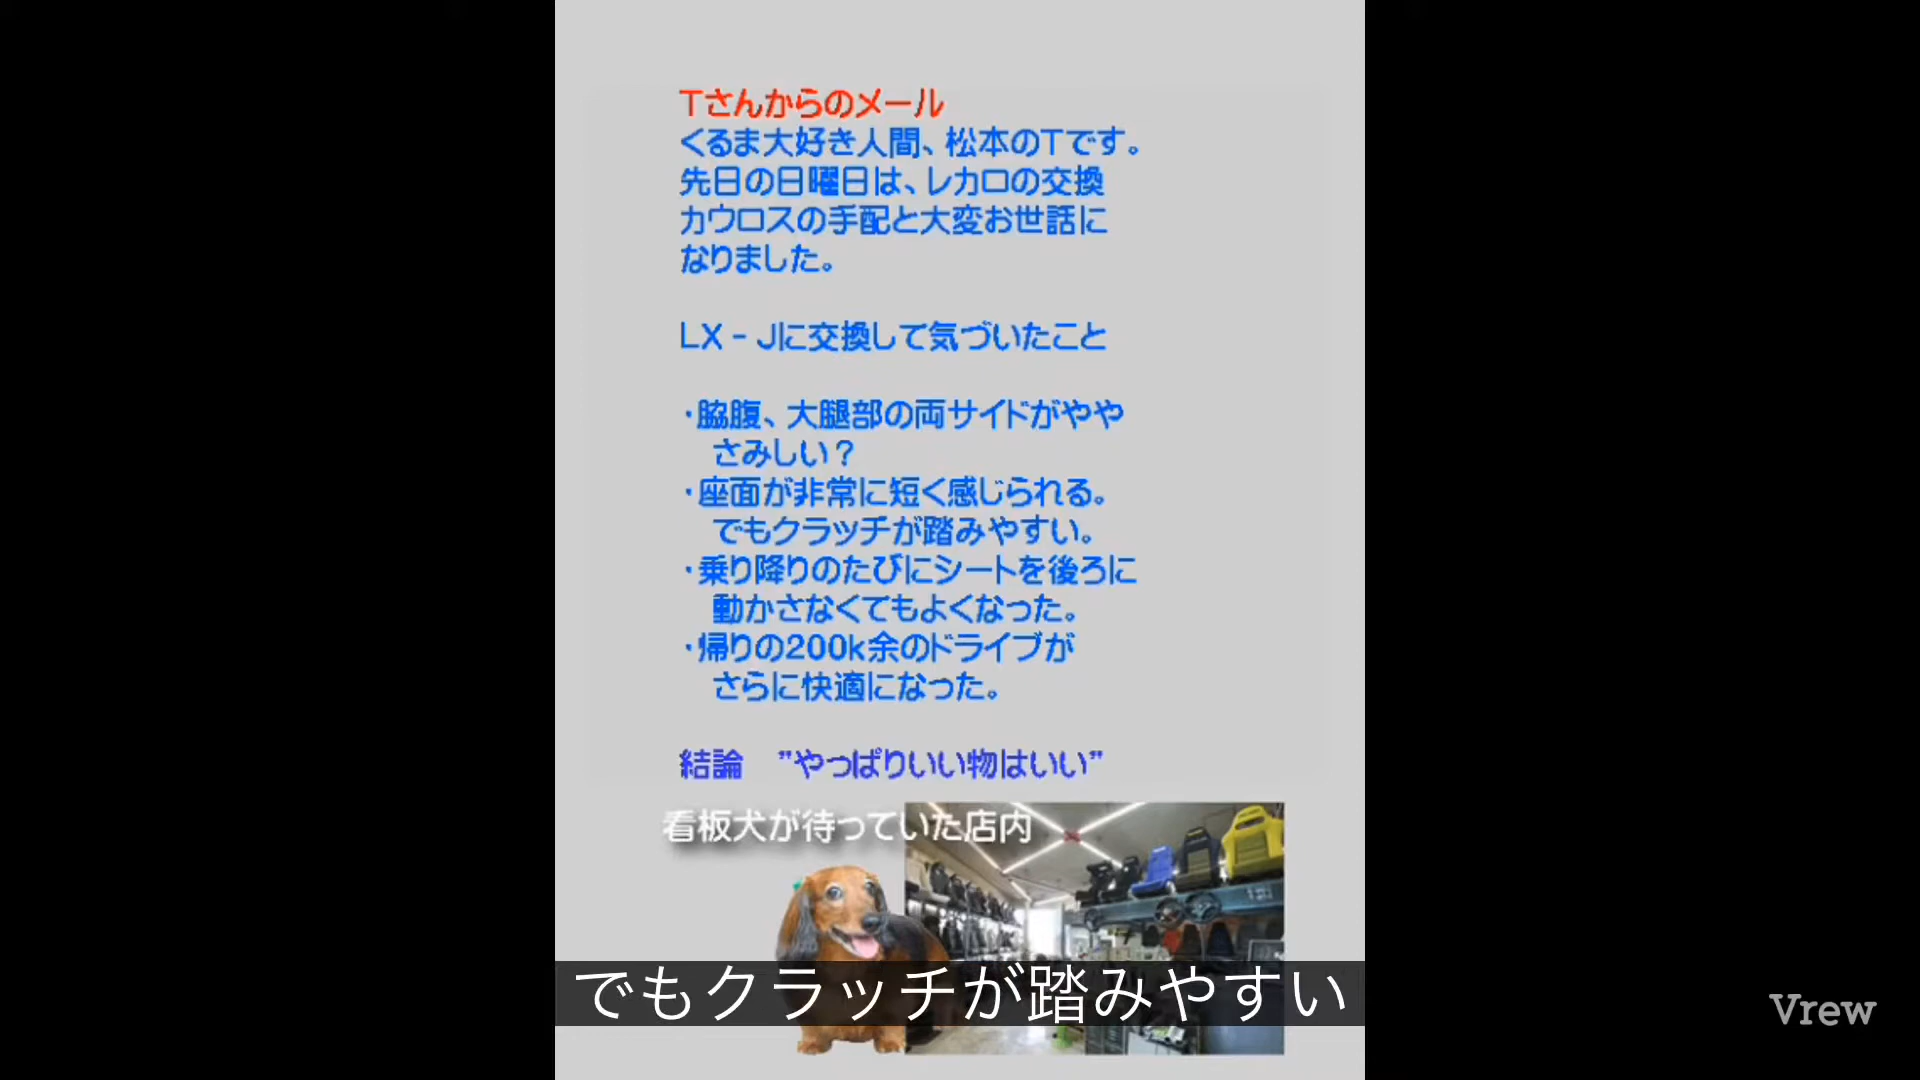 Tさんからのメール
くるま大好き人間、松本のTです。
先日の日曜日は、レカロの交換
カウロスの手配と大変お世話に
なりました。
LX-Jに交換して気づいたこと
・脇腹、大腿部の両サイドがやや
さみしい？
・座面が非常に短く感じられる。
でもクラッチが踏みやすい。
・乗り降りのたびにシートを後ろに
動かさなくてもよくなった。
・帰りの200k余のドライブが
さらに快適になった。
結論　”やっぱりいい物はいい”
看板犬が待っていた店内
でもクラッチが踏みやすい
Vrew